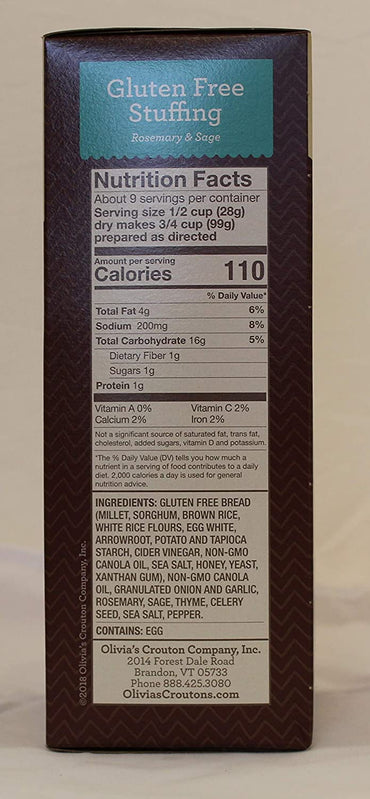 Gluten Free
Stuffing
Rosemary & Sage
Nutrition Facts
About 9 servings per container
Serving size 1/2 cup (28g)
dry makes 3/4 cup (99g)
prepared as directed
Amount per serving
Calories 110
% Daily Value*
Total Fat 4g 6%
Sodium 200mg 8%
Total Carbohydrate 16g 5%
Dietary Fiber 1g
Sugars 1g
Protein 1g
Vitamin A 0% Vitamin C 2%
Calcium 2% Iron 2%
Not a significant source of saturated fat, trans fat,
cholesterol, added sugars, vitamin D and potassium.
*The % Daily Value (DV) tells you how much a
nutrient in a serving of food contributes to a daily
diet. 2,000 calories a day is used for general
nutrition advice.
INGREDIENTS: GLUTEN FREE BREAD
(MILLET, SORGHUM, BROWN RICE,
WHITE RICE FLOURS, EGG WHITE,
ARROWROOT, POTATO AND TAPIOCA
STARCH, CIDER VINEGAR, NON-GMO
CANOLA OIL, SEA SALT, HONEY, YEAST,
XANTHAN GUM), NON-GMO CANOLA
OIL, GRANULATED ONION AND GARLIC,
ROSEMARY, SAGE, THYME, CELERY
SEED, SEA SALT, PEPPER.
CONTAINS: EGG
Olivia's Crouton Company, Inc.
2014 Forest Dale Road
Brandon, VT 05733
Phone 888.425.3080
OliviasCroutons.com
©2018 Olivia's Crouton Company, Inc.